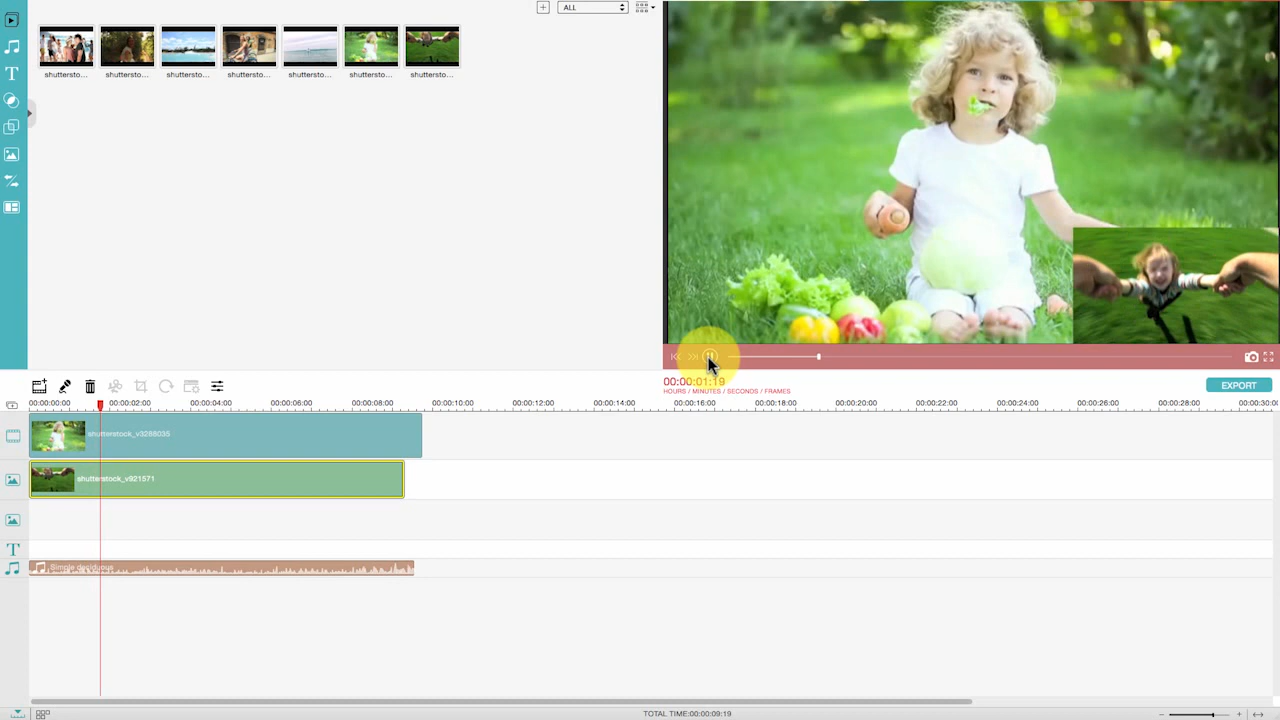 ALL
shuttersto... shuttersto... shuttersto... shuttersto... shuttersto... shuttersto... shuttersto...
T
00:00:01:19
HOURS / MINUTES / SECONDS / FRAMES
EXPORT
00:00:00:00 00:00:02:00 00:00:04:00 00:00:06:00 00:00:08:00 00:00:10:00 00:00:12:00 00:00:14:00 00:00:16:00 00:00:18:00 00:00:20:00 00:00:22:00 00:00:24:00 00:00:26:00 00:00:28:00 00:00:30:0
shutterstock_v3288035
shutterstock_v921571
T
Simple deciduous
TOTAL TIME:00:00:09:19